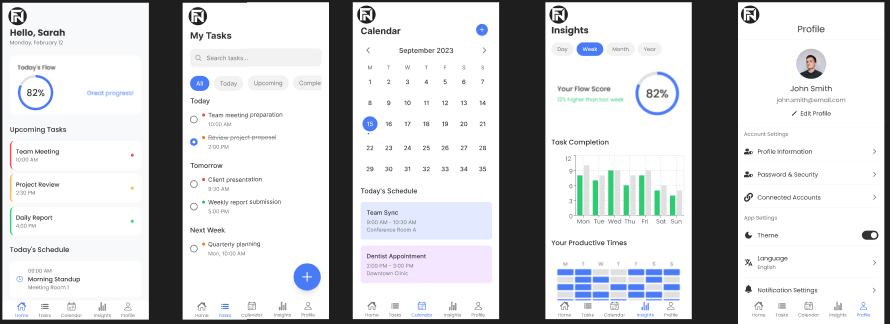 FN
Hello, Sarah
Monday, February 12
Today's Flow
82%
Great progress!
Upcoming Tasks
Team Meeting
10:00 AM
Project Review
2:30 PM
Daily Report
4:00 PM
Today's Schedule
09:00 AM
Morning Standup
Meeting Room 1
Home Tasks Calendar Insights Profile
FN
My Tasks
Search tasks...
All Today Upcoming Comple
Today
Team meeting preparation
10:00 AM
Review project proposal
2:00 PM
Tomorrow
Client presentation
9:30 AM
Weekly report submission
5:00 PM
Next Week
Quarterly planning
Mon, 10:00 AM
+
Home Tasks Calendar Insights Profile
FN
Calendar
+
September 2023
M T W T F S S
1 2 3 4 5 6 7
8 9 10 11 12 13 14
15 16 17 18 19 20 21
22 22 23 24 26 27 28
29 30 31 32 33 34 35
Today's Schedule
Team Sync
9:00 AM - 10:30 AM
Conference Room A
Dentist Appointment
2:00 PM - 3:00 PM
Downtown Clinic
Home Tasks Calendar Insights Profile
FN
Insights
Day Week Month Year
Your Flow Score
12% higher than last week
82%
Task Completion
12
9
6
3
0
Mon Tue Wed Thu Fri Sat Sun
Your Productive Times
M T W T F S S
Home Tasks Calendar Insights Profile
FN
Profile
John Smith
john.smith@email.com
Edit Profile
Account Settings
Profile Information
Password & Security
Connected Accounts
App Settings
Theme
Language
English
Notification Settings
Home Tasks Calendar Insights Profile